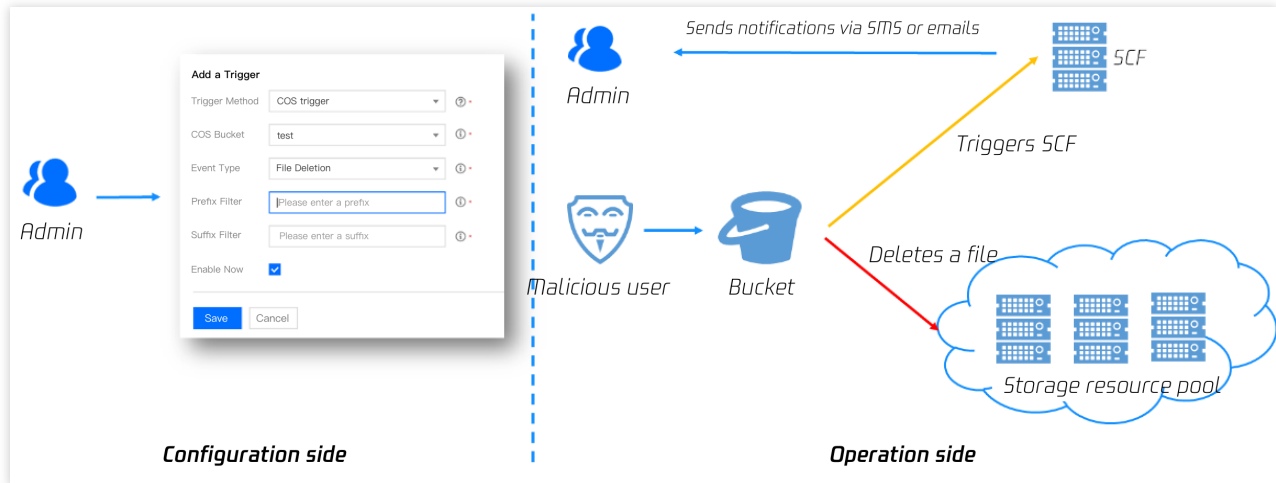 Add a Trigger
Trigger Method COS trigger
COS Bucket test
Event Type File Deletion
Prefix Filter Please enter a prefix
Suffix Filter Please enter a suffix
Enable Now
Save Cancel
Admin
Configuration side
Sends notifications via SMS or emails
Admin
SCF
Triggers SCF
Malicious user
Bucket
Deletes a file
Storage resource pool
Operation side